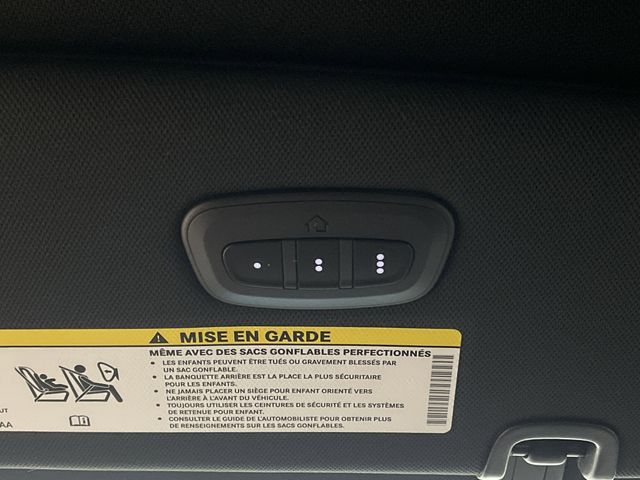 MISE EN GARDE
MÊME AVEC DES SACS GONFLABLES PERFECTIONNÉS
• LES ENFANTS PEUVENT ÊTRE TUÉS OU GRAVEMENT BLESSÉS PAR
UN SAC GONFLABLE.
• LA BANQUETTE ARRIÈRE EST LA PLACE LA PLUS SÉCURITAIRE
POUR LES ENFANTS.
• NE JAMAIS PLACER UN SIÈGE POUR ENFANT ORIENTÉ VERS
L'ARRIÈRE À L'AVANT DU VÉHICULE.
• TOUJOURS UTILISER LES CEINTURES DE SÉCURITÉ ET LES SYSTÈMES
DE RETENUE POUR ENFANT.
• CONSULTER LE GUIDE DE L'AUTOMOBILISTE POUR OBTENIR PLUS
DE RENSEIGNEMENTS SUR LES SACS GONFLABLES.
JT
AA